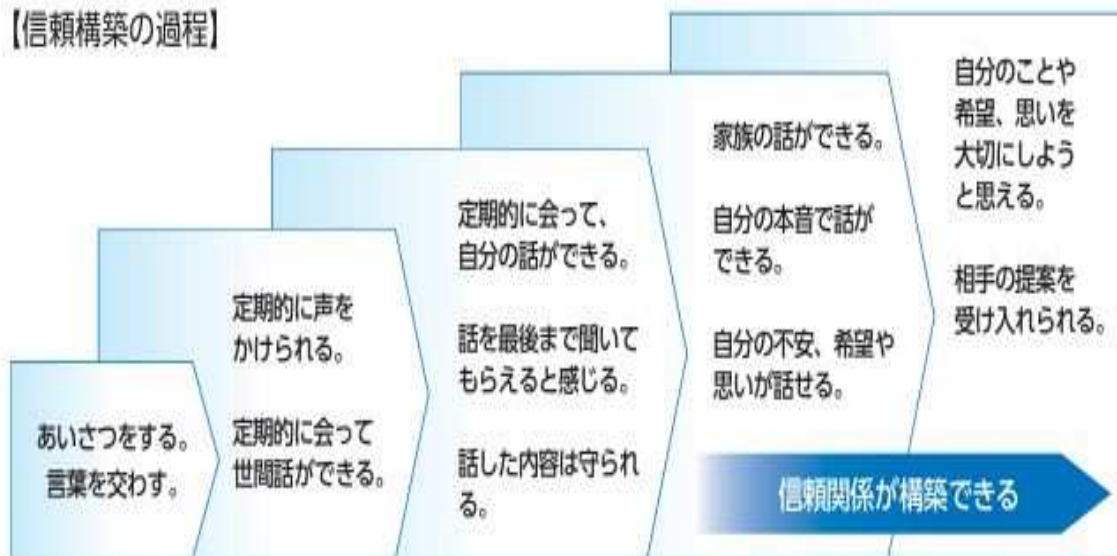 【信頼構築の過程】
あいさつをする。
言葉を交わす。
定期的に声を
かけられる。
定期的に会って
世間話ができる。
定期的に会って、
自分の話ができる。
話を最後まで聞いて
もらえると感じる。
話した内容は守られ
る。
家族の話ができる。
自分の本音で話が
できる。
自分の不安、希望や
思いが話せる。
自分のことや
希望、思いを
大切にしよう
と思える。
相手の提案を
受け入れられる。
信頼関係が構築できる